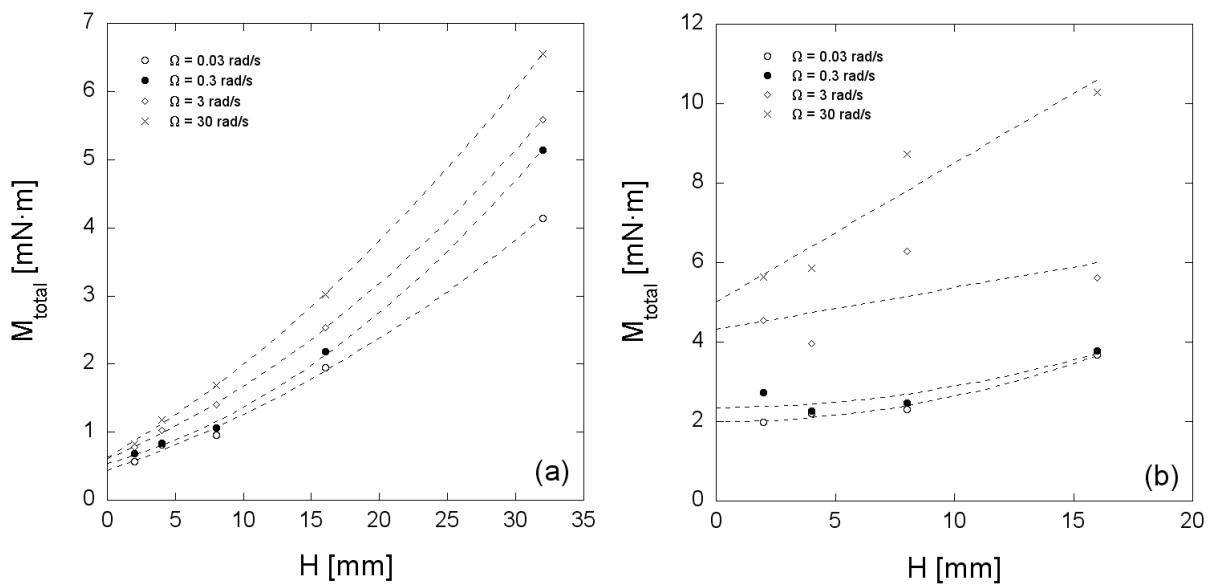 7
6
5
4
3
2
1
0
M_total [mN·m]
Ω = 0.03 rad/s
Ω = 0.3 rad/s
Ω = 3 rad/s
Ω = 30 rad/s
(a)
0 5 10 15 20 25 30 35
H [mm]
12
10
8
6
4
2
0
M_total [mN·m]
Ω = 0.03 rad/s
Ω = 0.3 rad/s
Ω = 3 rad/s
Ω = 30 rad/s
(b)
0 5 10 15 20
H [mm]